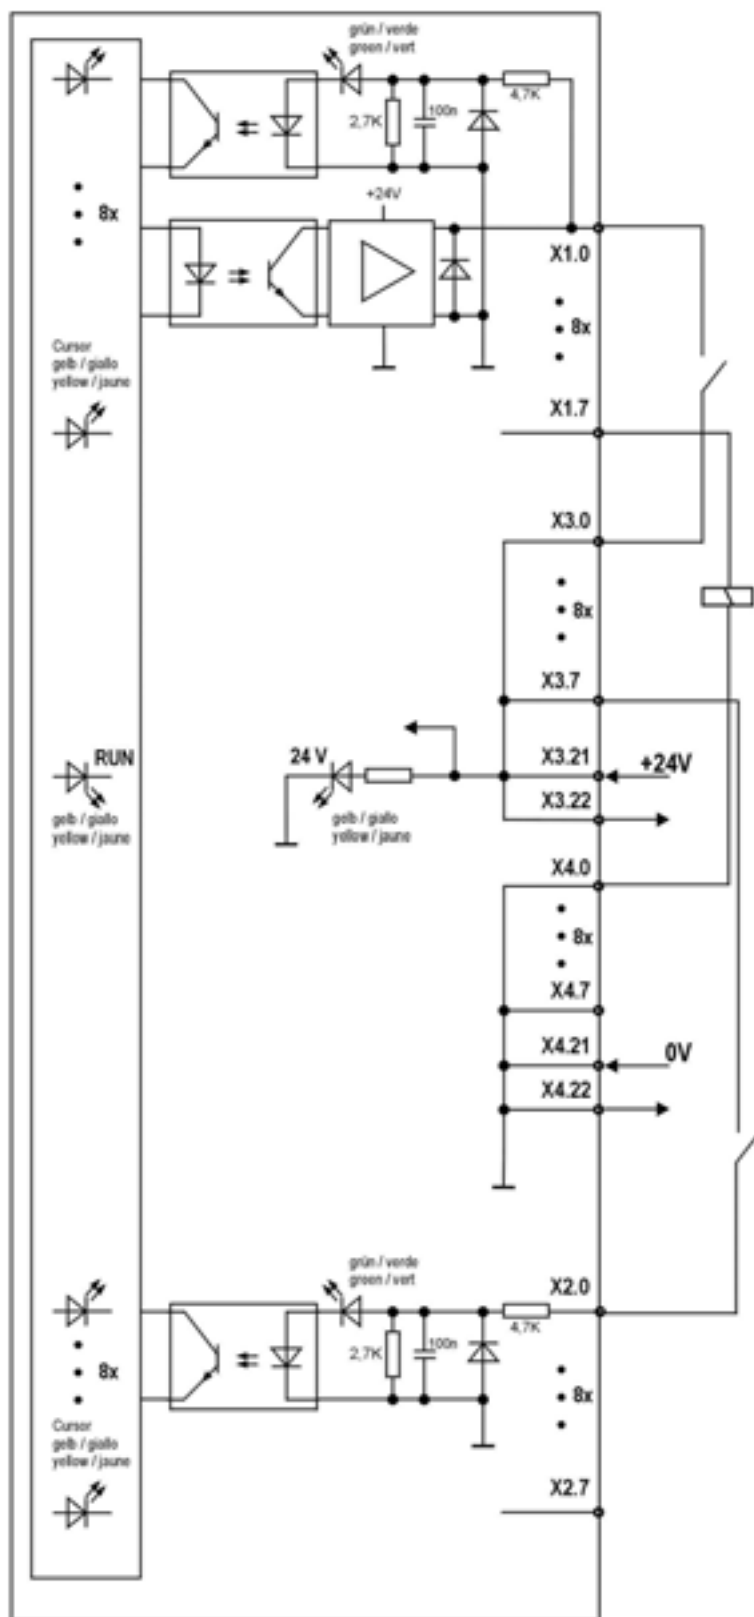 grün / verde
green / vert
4,7K
2,7K
100n
8x
+24V
X1.0
8x
Cursor
gelb / giallo
yellow / jaune
X1.7
X3.0
8x
X3.7
RUN
24 V
X3.21
+24V
gelb / giallo
yellow / jaune
gelb / giallo
yellow / jaune
X3.22
X4.0
8x
X4.7
X4.21
0V
X4.22
grün / verde
green / vert
X2.0
4,7K
2,7K
100n
8x
8x
Cursor
gelb / giallo
yellow / jaune
X2.7